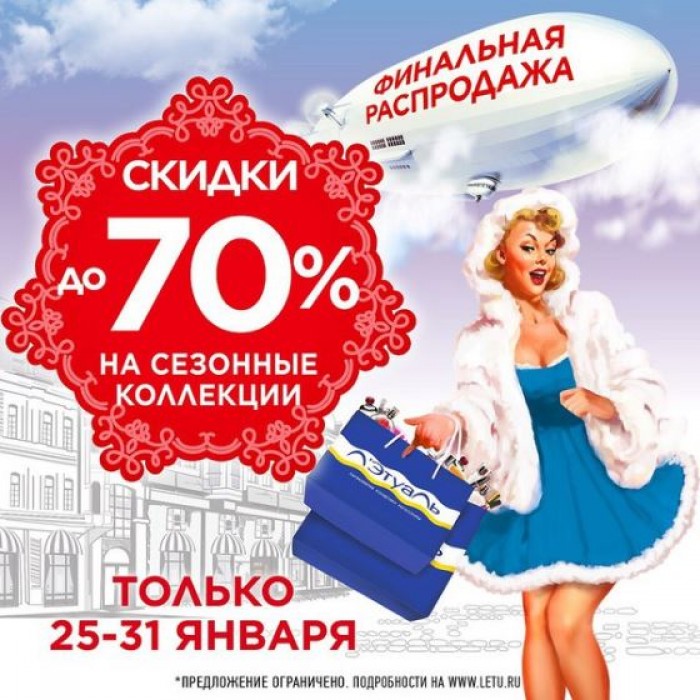 ФИНАЛЬНАЯ
РАСПРОДАЖА
СКИДКИ
ДО 70%
НА СЕЗОННЫЕ
КОЛЛЕКЦИИ
Л'ЭТУАЛЬ
ТОЛЬКО
25-31 ЯНВАРЯ
*ПРЕДЛОЖЕНИЕ ОГРАНИЧЕНО. ПОДРОБНОСТИ НА WWW.LETU.RU